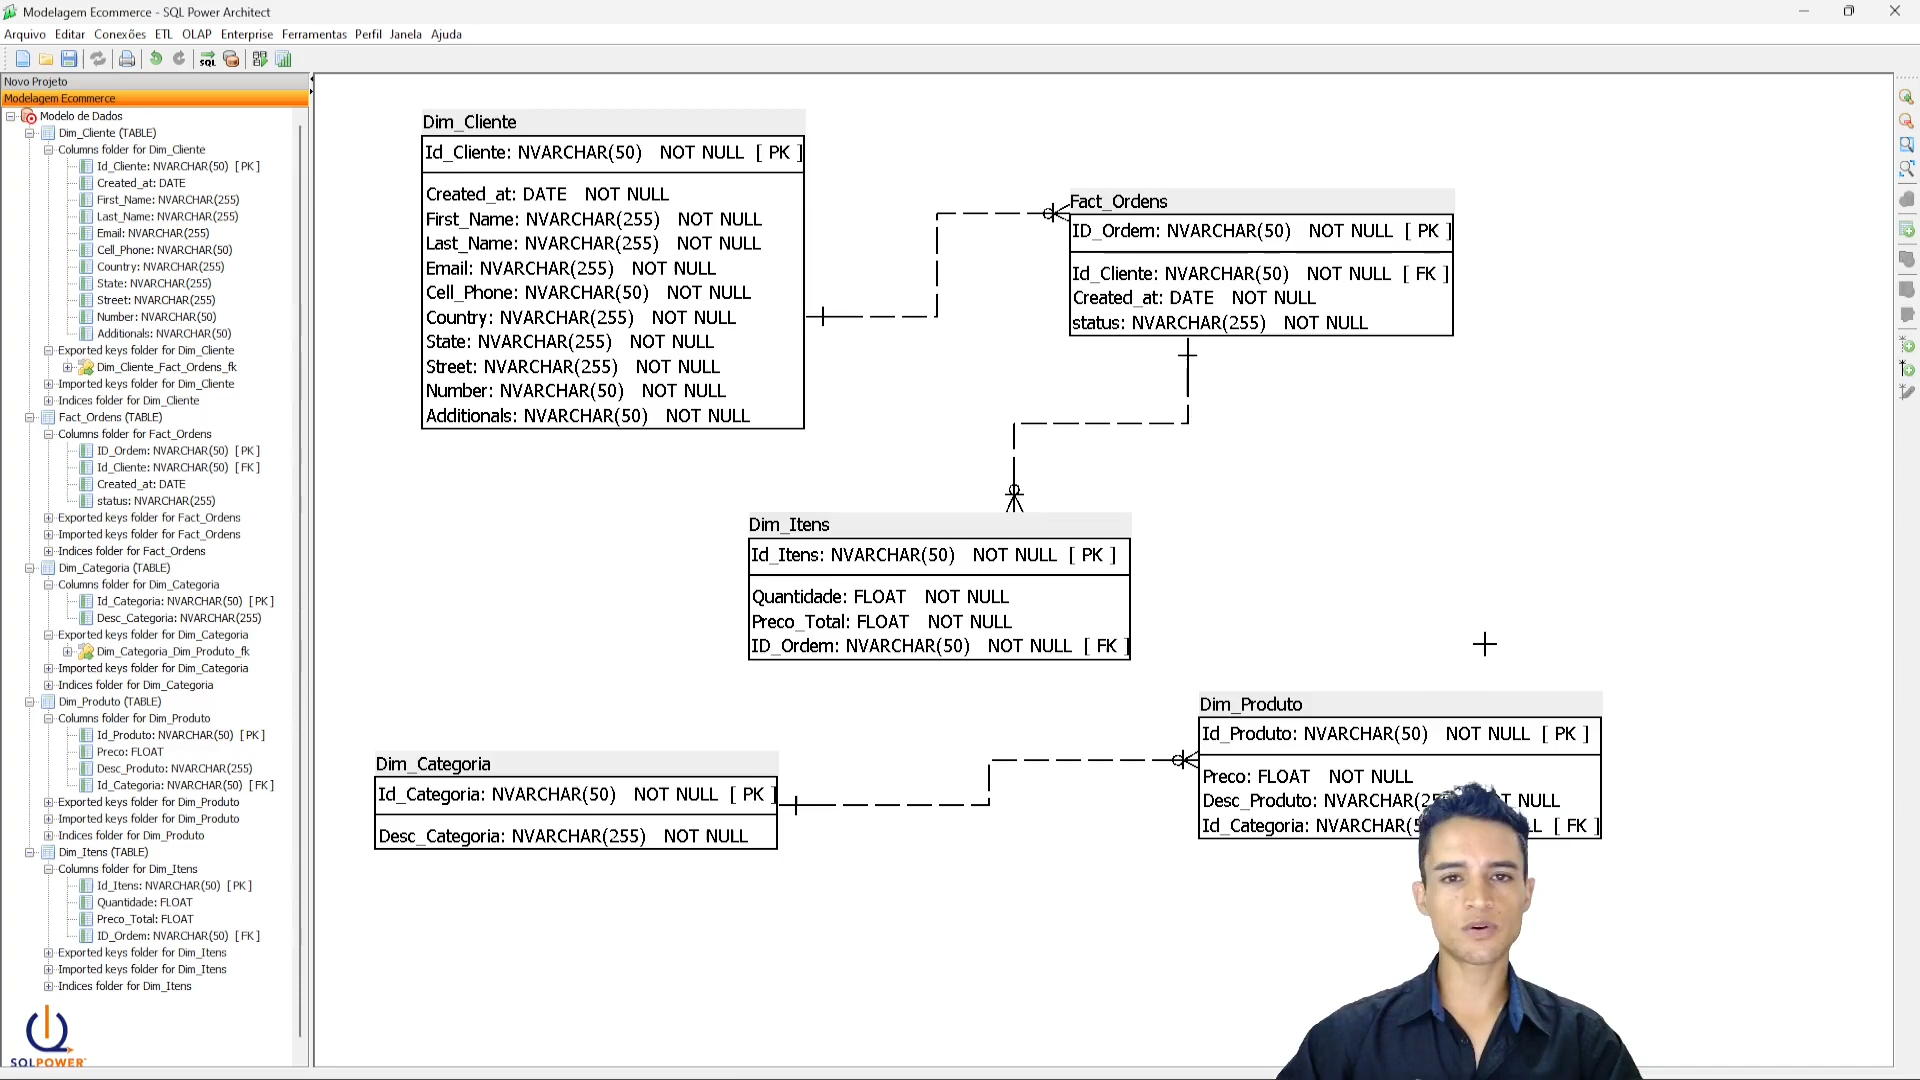 Modelagem Ecommerce - SQL Power Architect
Arquivo Editar Conexões ETL OLAP Enterprise Ferramentas Perfil Janela Ajuda
SQL
Novo Projeto
Modelagem Ecommerce
Modelo de Dados
Dim_Cliente (TABLE)
Columns folder for Dim_Cliente
Id_Cliente: NVARCHAR(50) [ PK ]
Created_at: DATE
First_Name: NVARCHAR(255)
Last_Name: NVARCHAR(255)
Email: NVARCHAR(255)
Cell_Phone: NVARCHAR(50)
Country: NVARCHAR(255)
State: NVARCHAR(255)
Street: NVARCHAR(255)
Number: NVARCHAR(50)
Additionals: NVARCHAR(50)
Exported keys folder for Dim_Cliente
Dim_Cliente_Fact_Ordens_fk
Imported keys folder for Dim_Cliente
Indices folder for Dim_Cliente
Fact_Ordens (TABLE)
Columns folder for Fact_Ordens
ID_Ordem: NVARCHAR(50) [ PK ]
Id_Cliente: NVARCHAR(50) [ FK ]
Created_at: DATE
status: NVARCHAR(255)
Exported keys folder for Fact_Ordens
Imported keys folder for Fact_Ordens
Indices folder for Fact_Ordens
Dim_Categoria (TABLE)
Columns folder for Dim_Categoria
Id_Categoria: NVARCHAR(50) [ PK ]
Desc_Categoria: NVARCHAR(255)
Exported keys folder for Dim_Categoria
Dim_Categoria_Dim_Produto_fk
Imported keys folder for Dim_Categoria
Indices folder for Dim_Categoria
Dim_Produto (TABLE)
Columns folder for Dim_Produto
Id_Produto: NVARCHAR(50) [ PK ]
Preco: FLOAT
Desc_Produto: NVARCHAR(255)
Id_Categoria: NVARCHAR(50) [ FK ]
Exported keys folder for Dim_Produto
Imported keys folder for Dim_Produto
Indices folder for Dim_Produto
Dim_Itens (TABLE)
Columns folder for Dim_Itens
Id_Itens: NVARCHAR(50) [ PK ]
Quantidade: FLOAT
Preco_Total: FLOAT
ID_Ordem: NVARCHAR(50) [ FK ]
Exported keys folder for Dim_Itens
Imported keys folder for Dim_Itens
Indices folder for Dim_Itens
SQLPOWER
Dim_Cliente
Id_Cliente: NVARCHAR(50) NOT NULL [ PK ]
Created_at: DATE NOT NULL
First_Name: NVARCHAR(255) NOT NULL
Last_Name: NVARCHAR(255) NOT NULL
Email: NVARCHAR(255) NOT NULL
Cell_Phone: NVARCHAR(50) NOT NULL
Country: NVARCHAR(255) NOT NULL
State: NVARCHAR(255) NOT NULL
Street: NVARCHAR(255) NOT NULL
Number: NVARCHAR(50) NOT NULL
Additionals: NVARCHAR(50) NOT NULL
Fact_Ordens
ID_Ordem: NVARCHAR(50) NOT NULL [ PK ]
Id_Cliente: NVARCHAR(50) NOT NULL [ FK ]
Created_at: DATE NOT NULL
status: NVARCHAR(255) NOT NULL
Dim_Itens
Id_Itens: NVARCHAR(50) NOT NULL [ PK ]
Quantidade: FLOAT NOT NULL
Preco_Total: FLOAT NOT NULL
ID_Ordem: NVARCHAR(50) NOT NULL [ FK ]
Dim_Categoria
Id_Categoria: NVARCHAR(50) NOT NULL [ PK ]
Desc_Categoria: NVARCHAR(255) NOT NULL
Dim_Produto
Id_Produto: NVARCHAR(50) NOT NULL [ PK ]
Preco: FLOAT NOT NULL
Desc_Produto: NULL
Id_Categoria: [ FK ]